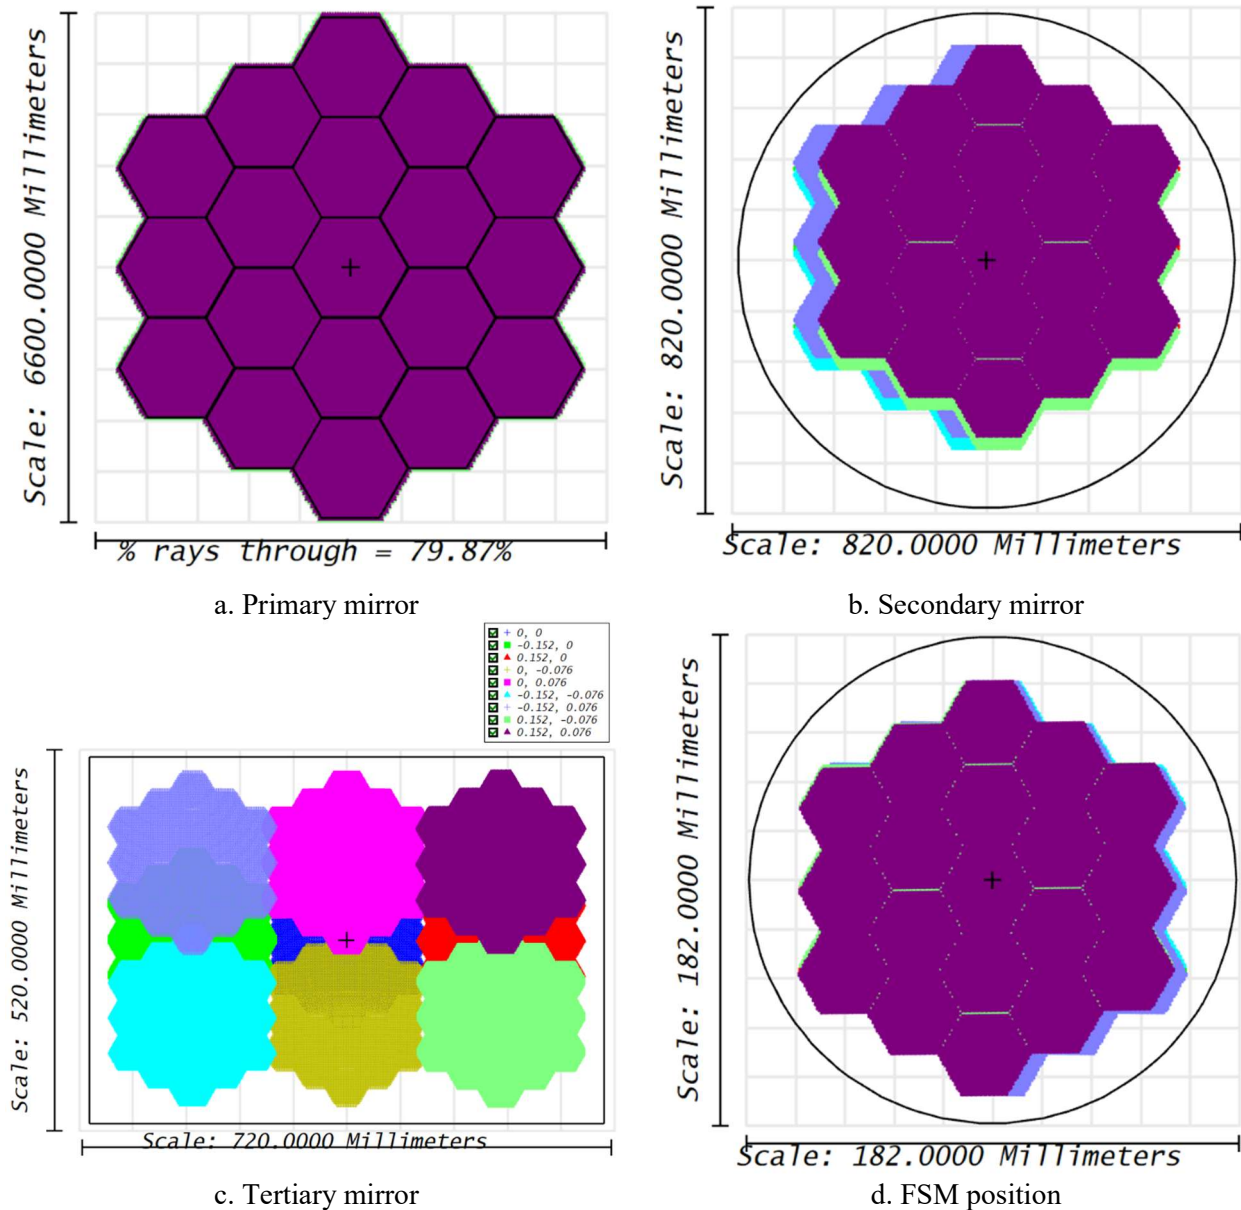 Scale: 6600.0000 Millimeters
% rays through = 79.87%
a. Primary mirror
Scale: 820.0000 Millimeters
Scale: 820.0000 Millimeters
b. Secondary mirror
0, 0
-0.152, 0
0.152, 0
0, -0.076
0, 0.076
-0.152, -0.076
-0.152, 0.076
0.152, -0.076
0.152, 0.076
Scale: 520.0000 Millimeters
Scale: 720.0000 Millimeters
c. Tertiary mirror
Scale: 182.0000 Millimeters
Scale: 182.0000 Millimeters
d. FSM position